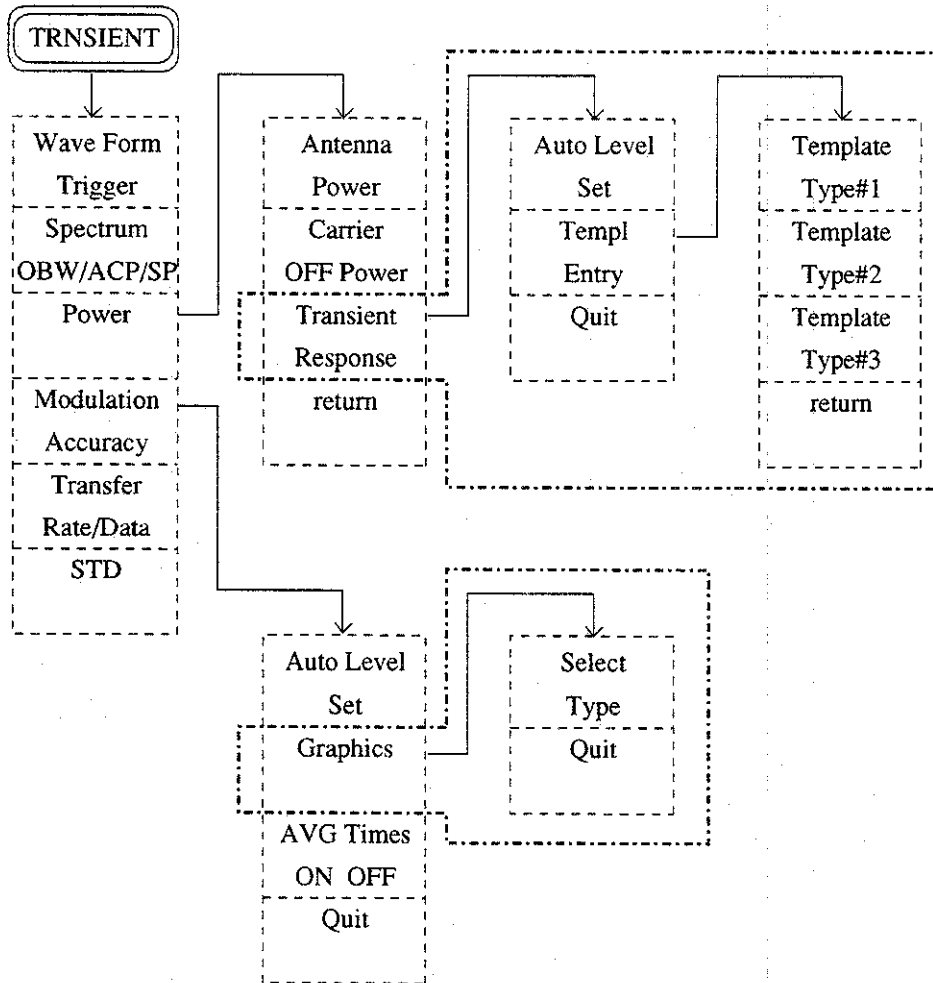 TRNSIENT
Wave Form
Trigger
Spectrum
OBW/ACP/SP
Power
Modulation
Accuracy
Transfer
Rate/Data
STD
Antenna
Power
Carrier
OFF Power
Transient
Response
return
Auto Level
Set
Templ
Entry
Quit
Template
Type#1
Template
Type#2
Template
Type#3
return
Auto Level
Set
Graphics
AVG Times
ON OFF
Quit
Select
Type
Quit